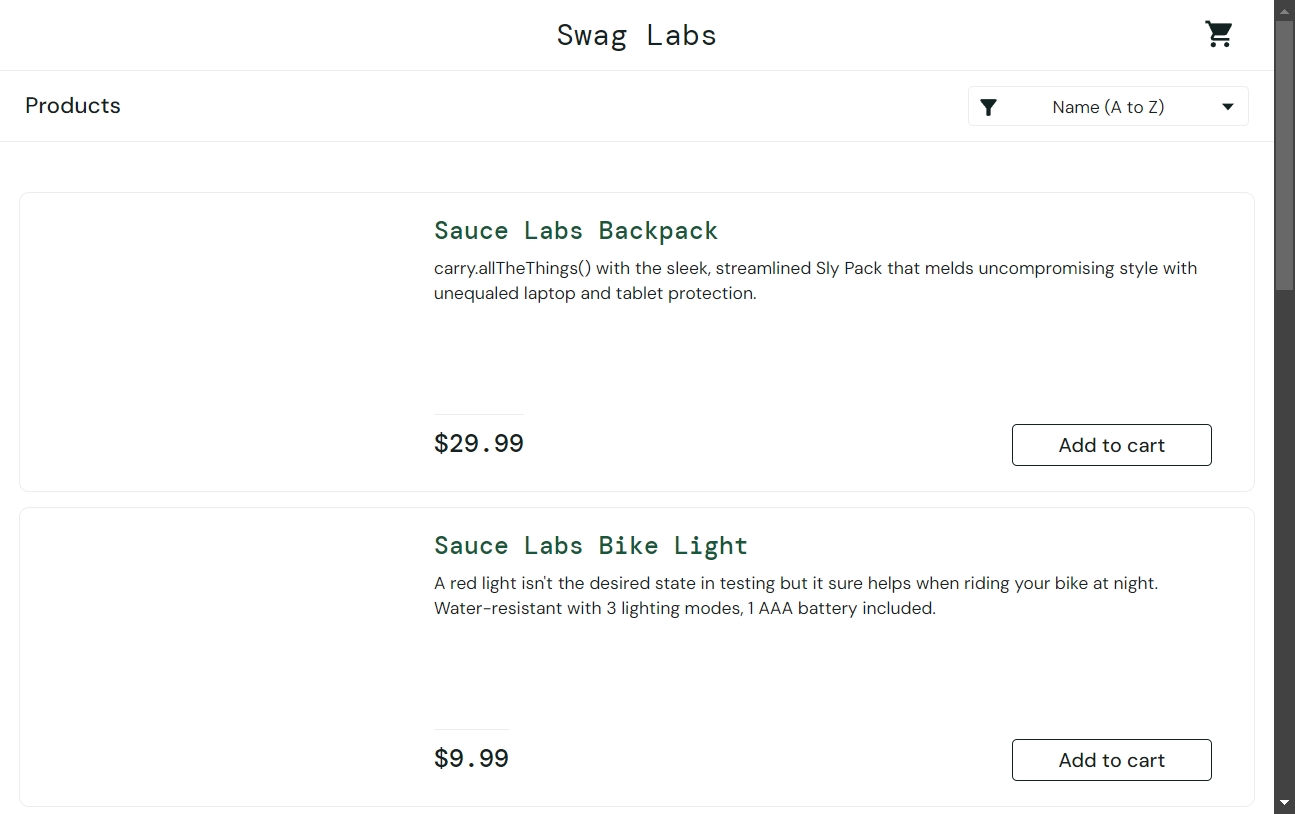 Swag Labs
Products
Name (A to Z)
Sauce Labs Backpack
carry.allTheThings() with the sleek, streamlined Sly Pack that melds uncompromising style with
unequaled laptop and tablet protection.
$29.99
Add to cart
Sauce Labs Bike Light
A red light isn't the desired state in testing but it sure helps when riding your bike at night.
Water-resistant with 3 lighting modes, 1 AAA battery included.
$9.99
Add to cart